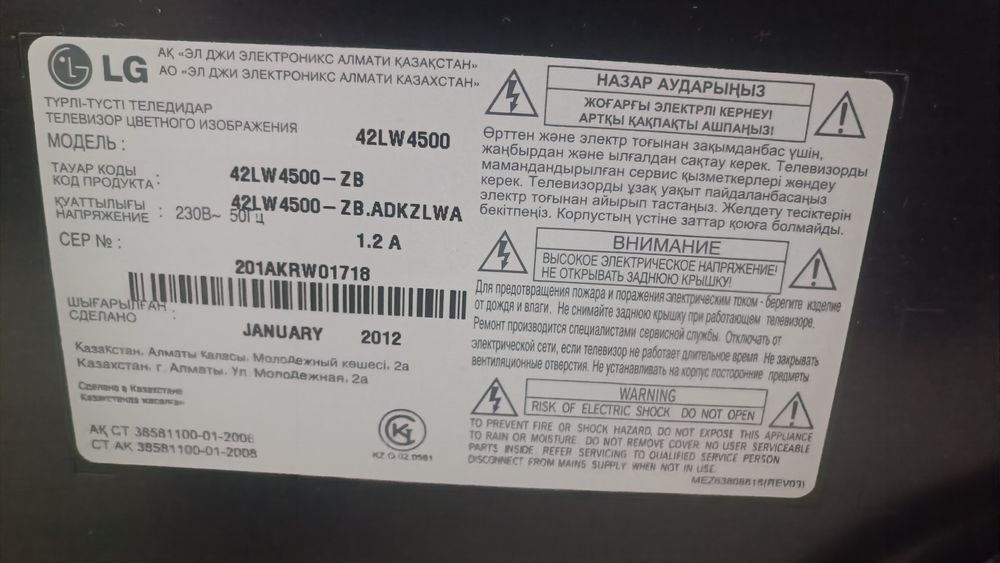 LG
АҚ «ЭЛ ДЖИ ЭЛЕКТРОНИКС АЛМАТИ ҚАЗАҚСТАН»
АО «ЭЛ ДЖИ ЭЛЕКТРОНИКС АЛМАТИ КАЗАХСТАН»
ТҮРЛІ-ТҮСТІ ТЕЛЕДИДАР
ТЕЛЕВИЗОР ЦВЕТНОГО ИЗОБРАЖЕНИЯ
МОДЕЛЬ : 42LW4500
ТАУАР КОДЫ
КОД ПРОДУКТА : 42LW4500-ZB
42LW4500-ZB.ADKZLWA
ҚУАТТЫЛЫҒЫ
НАПРЯЖЕНИЕ : 230В~ 50Гц
1.2 A
СЕР № :
201AKRW01718
ШЫҒАРЫЛҒАН
СДЕЛАНО : JANUARY 2012
Қазақстан, Алматы қаласы, Молодежный көшесі, 2а
Казахстан, г. Алматы, Ул. Молодежная, 2а
Сделано в Казахстане
Казахстанда жасалған
АҚ СТ 38581100-01-2008
СТ АК 38581100-01-2008
KZ.O.02.0561
НАЗАР АУДАРЫҢЫЗ
ЖОҒАРҒЫ ЭЛЕКТРЛІ КЕРНЕУ!
АРТҚЫ ҚАҚПАҚТЫ АШПАҢЫЗ!
Өрттен және электр тоғынан зақымданбас үшін,
жаңбырдан және ылғалдан сақтау керек. Телевизорды
мамандандырылған сервис қызметкерлері жөндеу
керек. Телевизорды ұзақ уақыт пайдаланбасаңыз
электр тоғынан айырып тастаңыз. Желдету тесіктерін
бекітпеңіз. Корпустың үстіне заттар қоюға болмайды.
ВНИМАНИЕ
ВЫСОКОЕ ЭЛЕКТРИЧЕСКОЕ НАПРЯЖЕНИЕ!
НЕ ОТКРЫВАТЬ ЗАДНЮЮ КРЫШКУ!
Для предотвращения пожара и поражения электрическим током - берегите изделие
от дождя и влаги. Не снимайте заднюю крышку при работающем телевизоре.
Ремонт производится специалистами сервисной службы. Отключать от
электрической сети, если телевизор не работает длительное время. Не закрывать
вентиляционные отверстия. Не устанавливать на корпус посторонние предметы
WARNING
RISK OF ELECTRIC SHOCK DO NOT OPEN
TO PREVENT FIRE OR SHOCK HAZARD, DO NOT EXPOSE THIS APPLIANCE
TO RAIN OR MOISTURE. DO NOT REMOVE COVER. NO USER SERVICEABLE
PARTS INSIDE. REFER SERVICING TO QUALIFIED SERVICE PERSON.
DISCONNECT FROM MAINS SUPPLY WHEN NOT IN USE.
MEZ63808616(REV03)